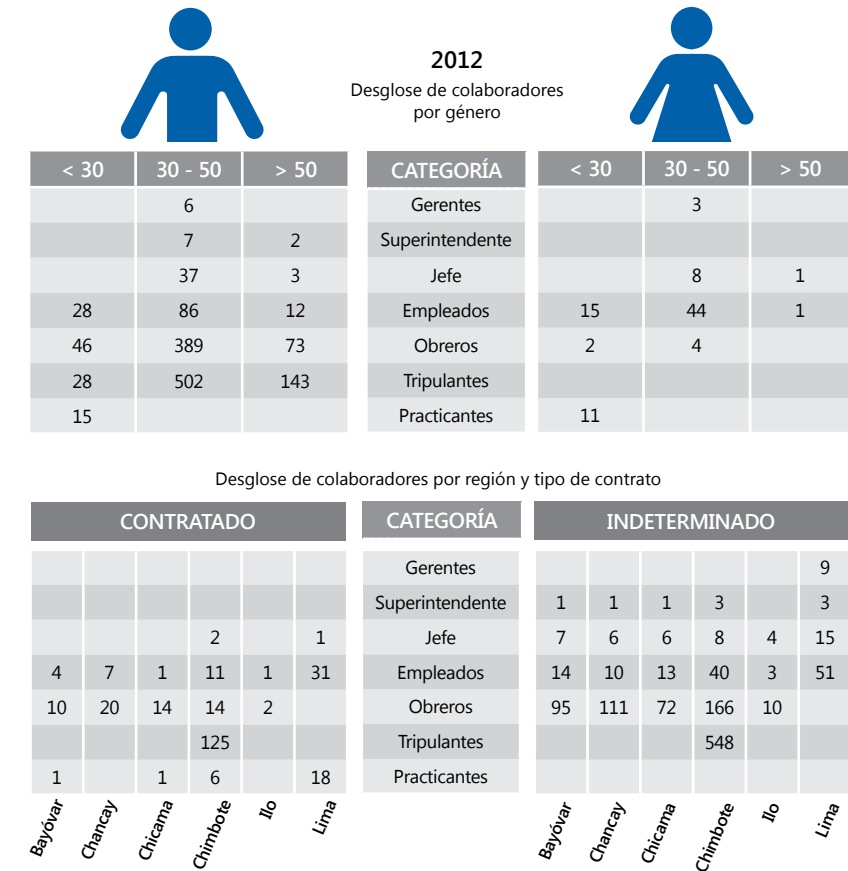 2012
Desglose de colaboradores
por género
< 30 30 - 50 > 50 CATEGORÍA < 30 30 - 50 > 50
6 Gerentes 3
7 2 Superintendente
37 3 Jefe 8 1
28 86 12 Empleados 15 44 1
46 389 73 Obreros 2 4
28 502 143 Tripulantes
15 Practicantes 11
Desglose de colaboradores por región y tipo de contrato
CONTRATADO CATEGORÍA INDETERMINADO
Gerentes 9
Superintendente 1 1 1 3 3
2 1 Jefe 7 6 6 8 4 15
4 7 1 11 1 31 Empleados 14 10 13 40 3 51
10 20 14 14 2 Obreros 95 111 72 166 10
125 Tripulantes 548
1 1 6 18 Practicantes
Bayóvar Chancay Chicama Chimbote Ilo Lima Bayóvar Chancay Chicama Chimbote Ilo Lima